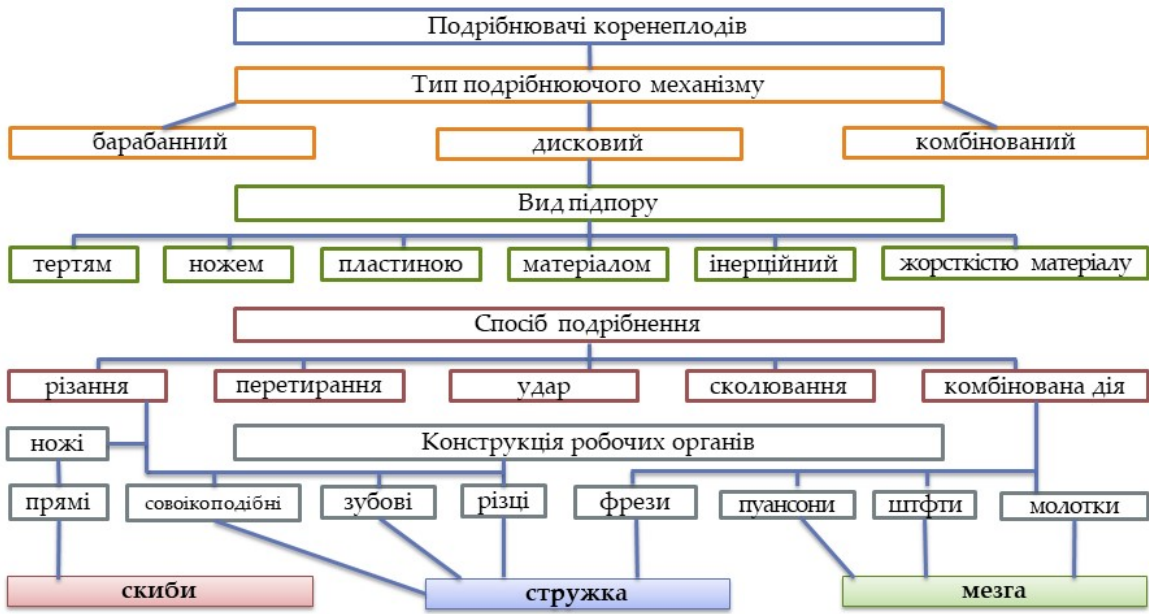 Подрібнювачі коренеплодів
Тип подрібнюючого механізму
барабанний
дисковий
комбінований
Вид підпору
тертям
ножем
пластиною
матеріалом
інерційний
жорсткістю матеріалу
Спосіб подрібнення
різання
перетирання
удар
сколювання
комбінована дія
ножі
Конструкція робочих органів
прямі
совоікоподібні
зубові
різці
фрези
пуансони
штфти
молотки
скиби
стружка
мезга